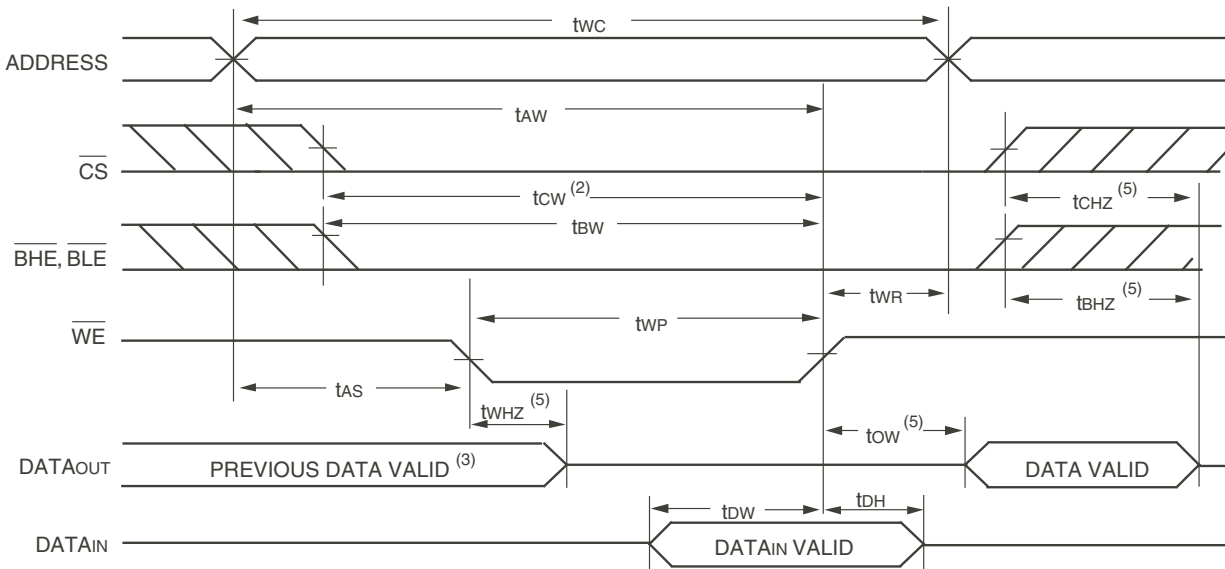 tWC
ADDRESS
tAW
CS
tCW (2)
tCHZ (5)
tBW
BHE, BLE
tWR
tBHZ (5)
tWP
WE
tAS
tWHZ (5)
tOW (5)
DATAOUT
PREVIOUS DATA VALID (3)
DATA VALID
tDW
tDH
DATAIN
DATAIN VALID